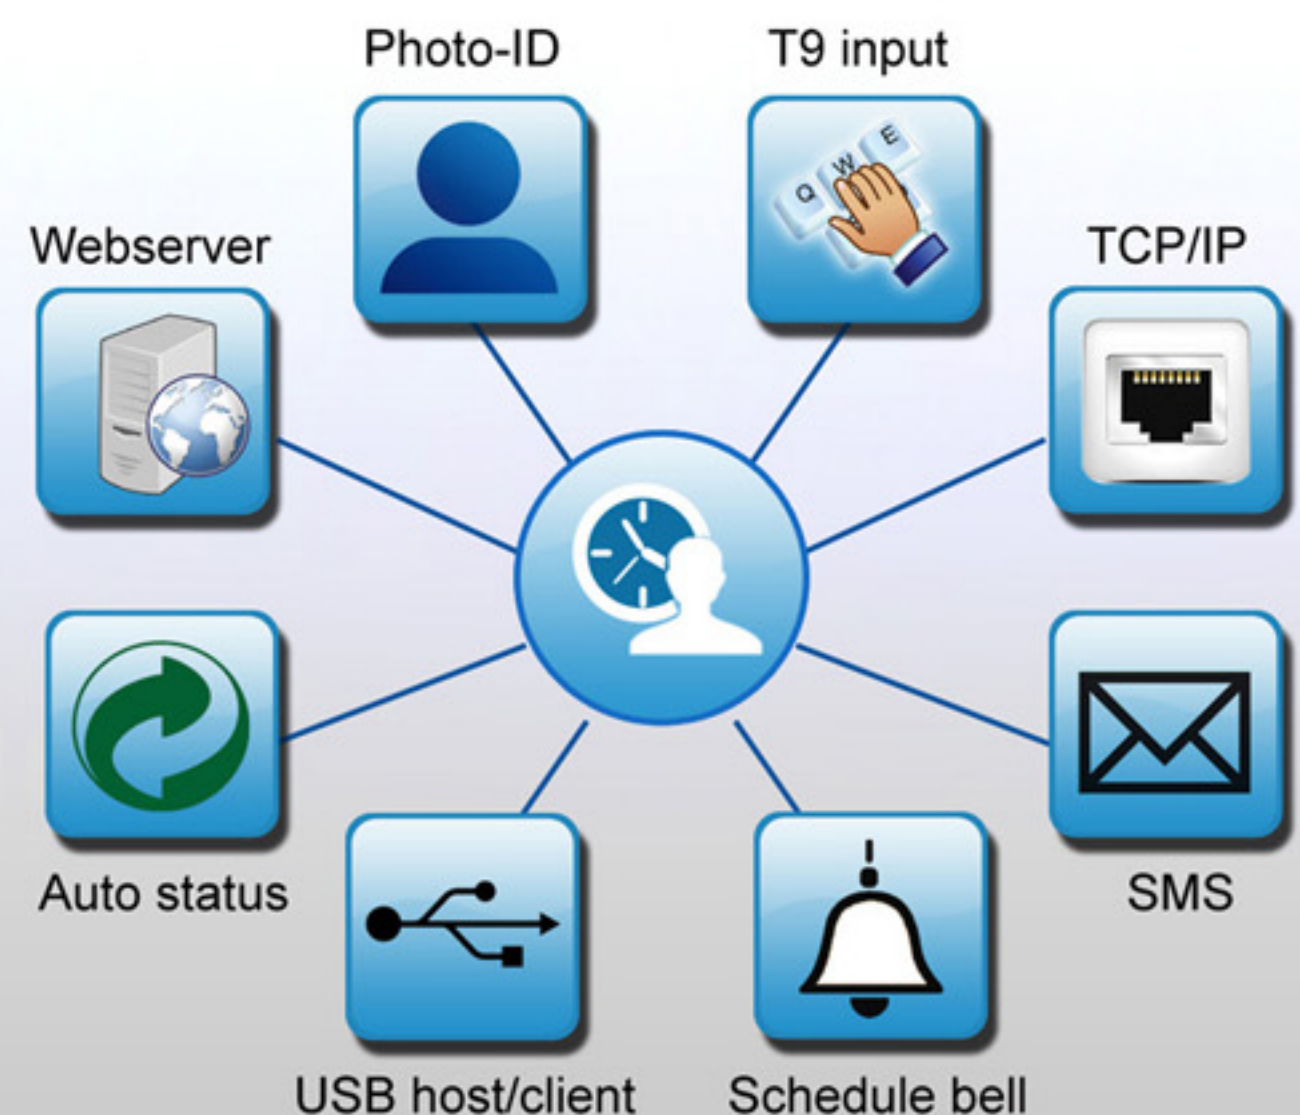 Photo-ID
T9 input
Webserver
TCP/IP
Q
W
E
Auto status
SMS
USB host/client
Schedule bell